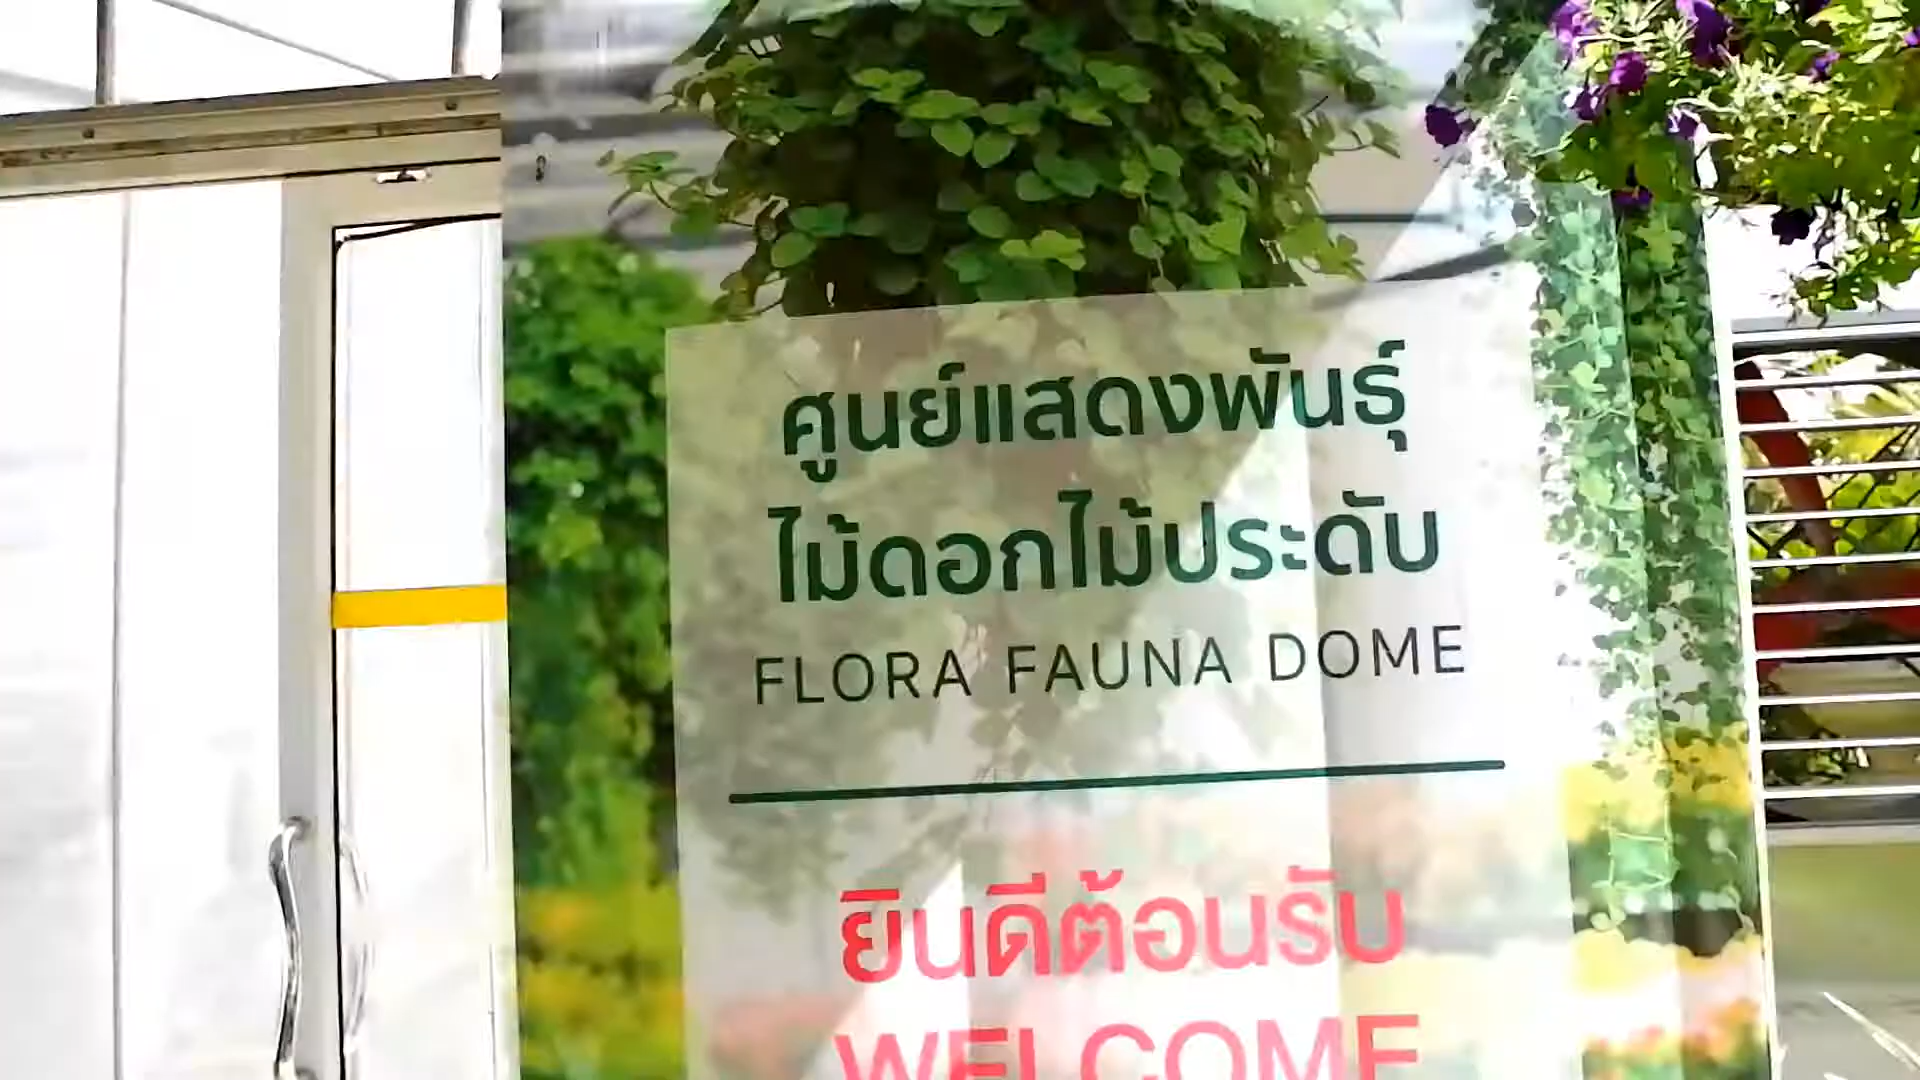 ศูนย์แสดงพันธุ์
ไม้ดอกไม้ประดับ
FLORA FAUNA DOME
ยินดีต้อนรับ
WELCOME